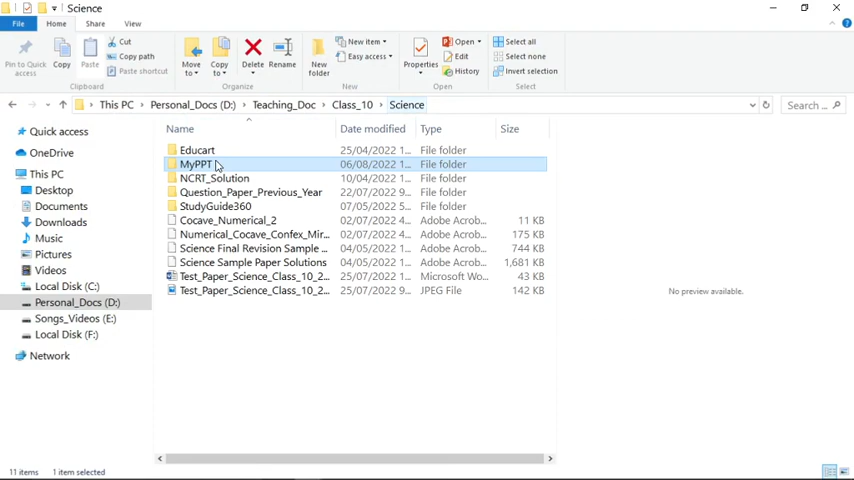 Science
File
Home
Share
View
Pin to Quick access
Copy
Paste
Cut
Copy path
Paste shortcut
Clipboard
Move to
Copy to
Delete
Rename
Organize
New folder
New item
Easy access
New
Properties
Open
Edit
History
Open
Select all
Select none
Invert selection
Select
This PC > Personal_Docs (D:) > Teaching_Doc > Class_10 > Science
Search...
Quick access
OneDrive
This PC
Desktop
Documents
Downloads
Music
Pictures
Videos
Local Disk (C:)
Personal_Docs (D:)
Songs_Videos (E:)
Local Disk (F:)
Network
Name Date modified Type Size
Educart 25/04/2022 1... File folder
MyPPT 06/08/2022 1... File folder
NCRT_Solution 10/04/2022 1... File folder
Question_Paper_Previous_Year 22/07/2022 9... File folder
StudyGuide360 07/05/2022 5... File folder
Cocave_Numerical_2 02/07/2022 4... Adobe Acrob... 11 KB
Numerical_Cocave_Confex_Mir... 02/07/2022 4... Adobe Acrob... 175 KB
Science Final Revision Sample ... 04/05/2022 1... Adobe Acrob... 744 KB
Science Sample Paper Solutions 04/05/2022 1... Adobe Acrob... 1,681 KB
Test_Paper_Science_Class_10_2... 25/07/2022 1... Microsoft Wo... 43 KB
Test_Paper_Science_Class_10_2... 25/07/2022 9... JPEG File 142 KB
No preview available.
11 items
1 item selected